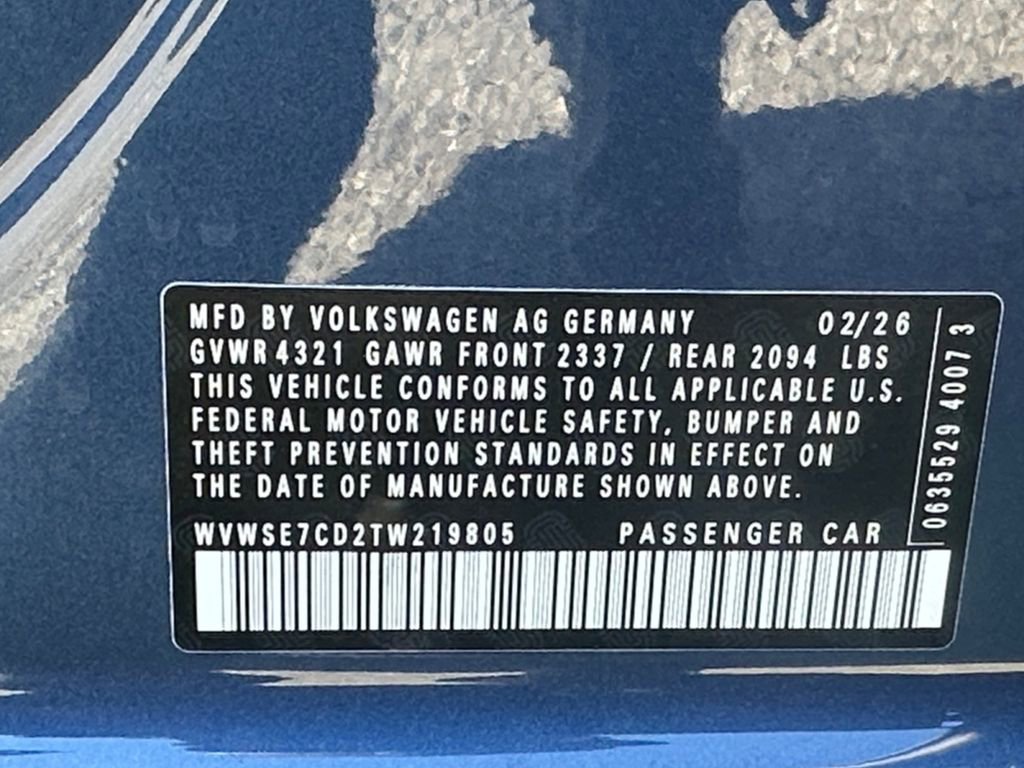 MFD BY VOLKSWAGEN AG GERMANY 02/26
GVWR 4321 GAWR FRONT 2337 / REAR 2094 LBS
THIS VEHICLE CONFORMS TO ALL APPLICABLE U.S.
FEDERAL MOTOR VEHICLE SAFETY, BUMPER AND
THEFT PREVENTION STANDARDS IN EFFECT ON
THE DATE OF MANUFACTURE SHOWN ABOVE.
WVWSE7CD2TW219805 PASSENGER CAR
0635529 4007 3